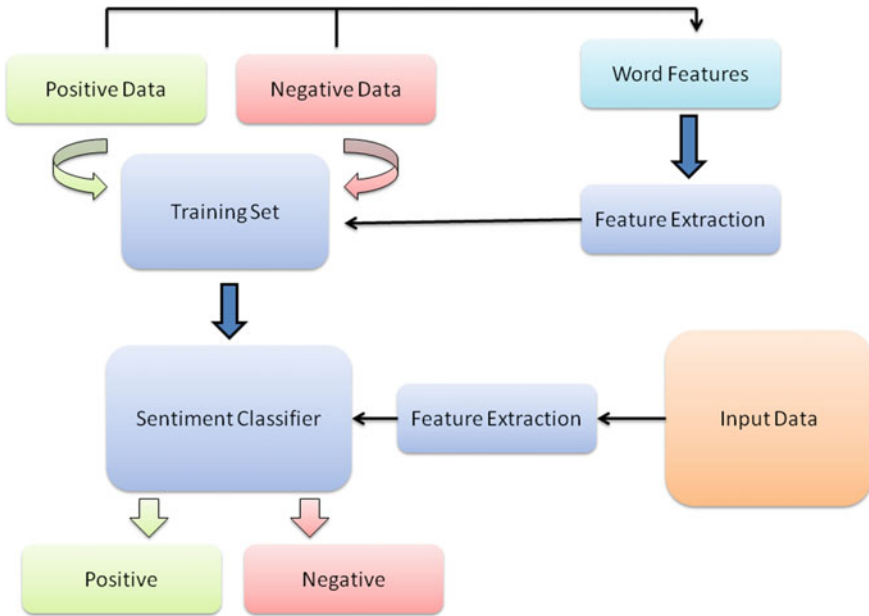 Positive Data
Negative Data
Word Features
Training Set
Feature Extraction
Sentiment Classifier
Feature Extraction
Input Data
Positive
Negative